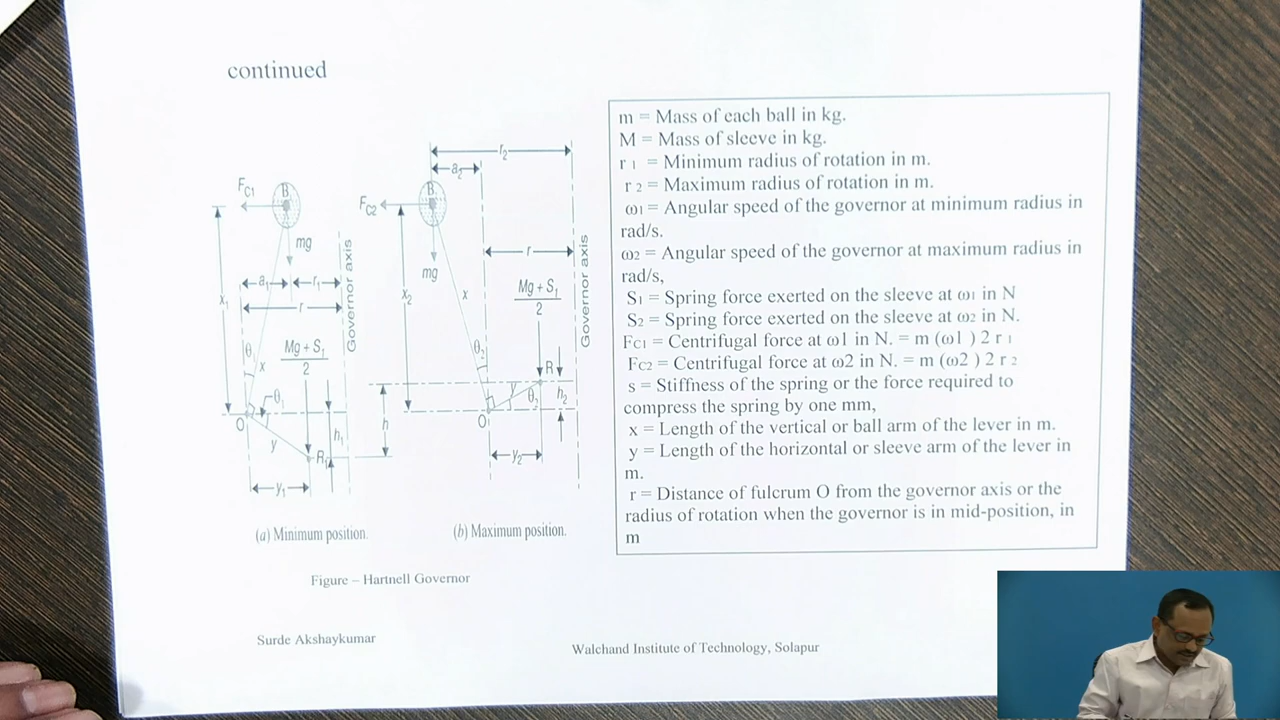 continued
r2
a2
FC1
B
FC2
B
mg
mg
r
a1
r1
x1
r
Governor axis
x2
x
Mg + S1
2
Governor axis
θ1
x
Mg + S1
2
θ2
R
θ1
y
θ2
h2
O
h
O
y
h1
R
y2
y1
(a) Minimum position.
(b) Maximum position.
Figure – Hartnell Governor
Surde Akshaykumar
Walchand Institute of Technology, Solapur
m = Mass of each ball in kg.
M = Mass of sleeve in kg.
r 1 = Minimum radius of rotation in m.
r 2 = Maximum radius of rotation in m.
ω1 = Angular speed of the governor at minimum radius in
rad/s.
ω2 = Angular speed of the governor at maximum radius in
rad/s,
S1 = Spring force exerted on the sleeve at ω1 in N
S2 = Spring force exerted on the sleeve at ω2 in N.
FC1 = Centrifugal force at ω1 in N. = m (ω1 ) 2 r 1
FC2 = Centrifugal force at ω2 in N. = m (ω2 ) 2 r 2
s = Stiffness of the spring or the force required to
compress the spring by one mm,
x = Length of the vertical or ball arm of the lever in m.
y = Length of the horizontal or sleeve arm of the lever in
m.
r = Distance of fulcrum O from the governor axis or the
radius of rotation when the governor is in mid-position, in
m